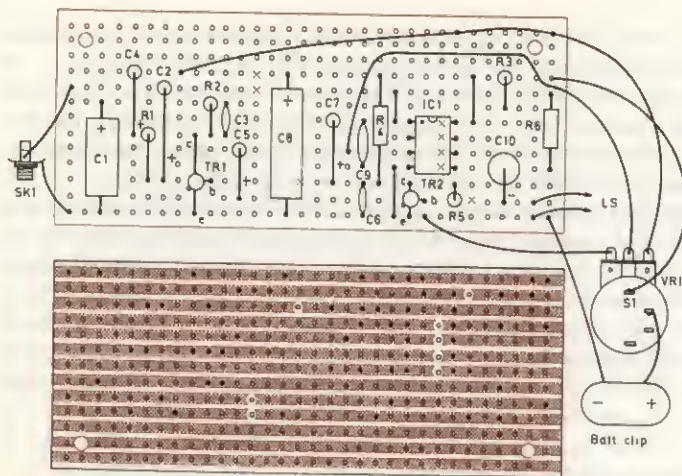 C4
C2
R1
+
R2
C3
C5
+
C1
+
+
c
TR1
b
e
+
C8
C7
+
R
4
C9
C6
IC1
c
TR2
b
e
R5
R3
C10
-
R6
SK1
LS
VR1
S1
- +
Batt. clip